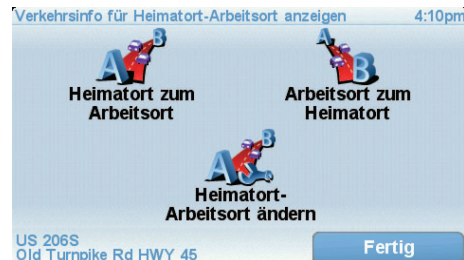 Verkehrsinfo für Heimatort-Arbeitsort anzeigen 4:10pm
A B
Heimatort zum
Arbeitsort
A B
Arbeitsort zum
Heimatort
A B
Heimatort-
Arbeitsort ändern
US 206S
Old Turnpike Rd HWY 45
Fertig